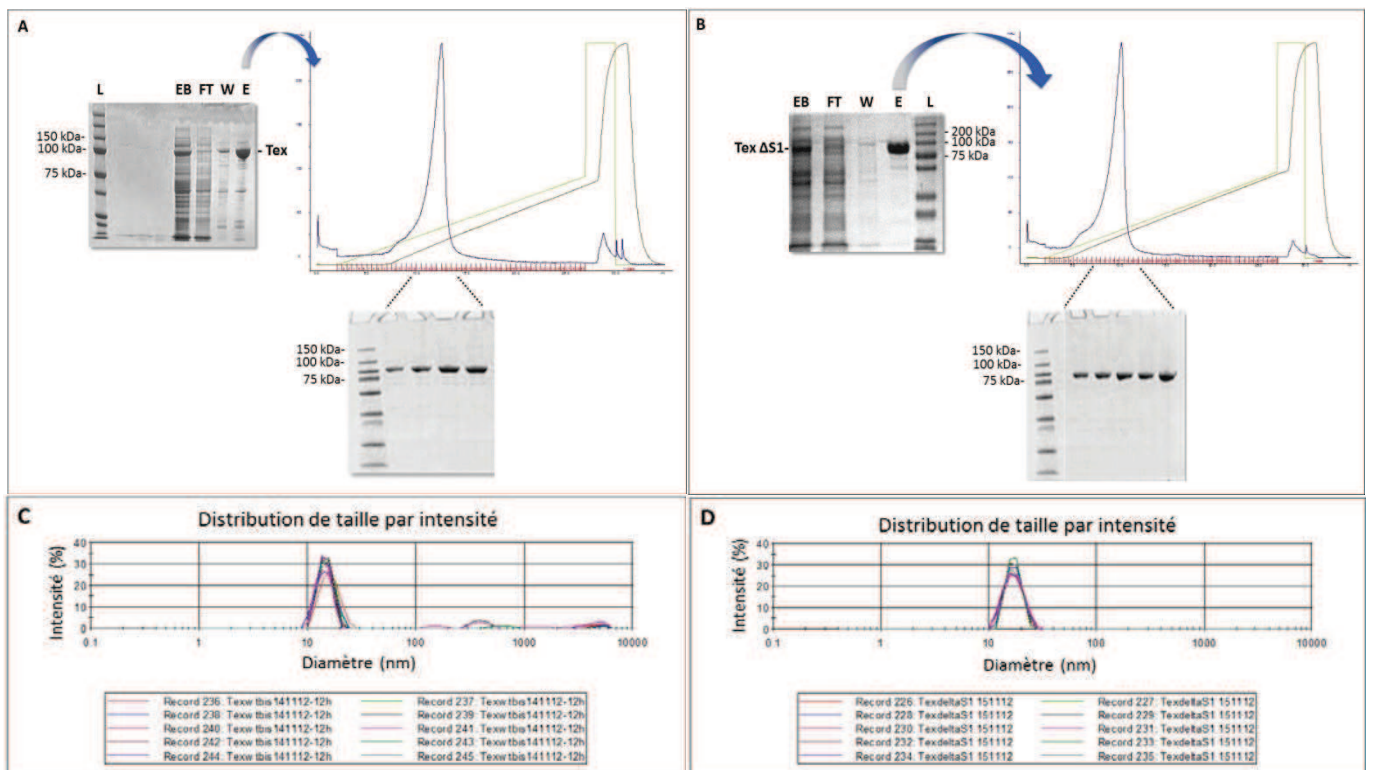 A
L
EB FT W E
150 kDa-
100 kDa-
75 kDa-
- Tex
150 kDa-
100 kDa-
75 kDa-
B
EB FT W E L
Tex ΔS1-
- 200 kDa
- 100 kDa
- 75 kDa
150 kDa-
100 kDa-
75 kDa-
C
Distribution de taille par intensité
Intensité (%)
40
30
20
10
0
0.1 1 10 100 1000 10000
Diamètre (nm)
Record 236: Texwtbis141112-12h
Record 237: Texwtbis141112-12h
Record 238: Texwtbis141112-12h
Record 239: Texwtbis141112-12h
Record 240: Texwtbis141112-12h
Record 241: Texwtbis141112-12h
Record 242: Texwtbis141112-12h
Record 243: Texwtbis141112-12h
Record 244: Texwtbis141112-12h
Record 245: Texwtbis141112-12h
D
Distribution de taille par intensité
Intensité (%)
40
30
20
10
0
0.1 1 10 100 1000 10000
Diamètre (nm)
Record 226: TexdeltaS1 151112
Record 227: TexdeltaS1 151112
Record 228: TexdeltaS1 151112
Record 229: TexdeltaS1 151112
Record 230: TexdeltaS1 151112
Record 231: TexdeltaS1 151112
Record 232: TexdeltaS1 151112
Record 233: TexdeltaS1 151112
Record 234: TexdeltaS1 151112
Record 235: TexdeltaS1 151112